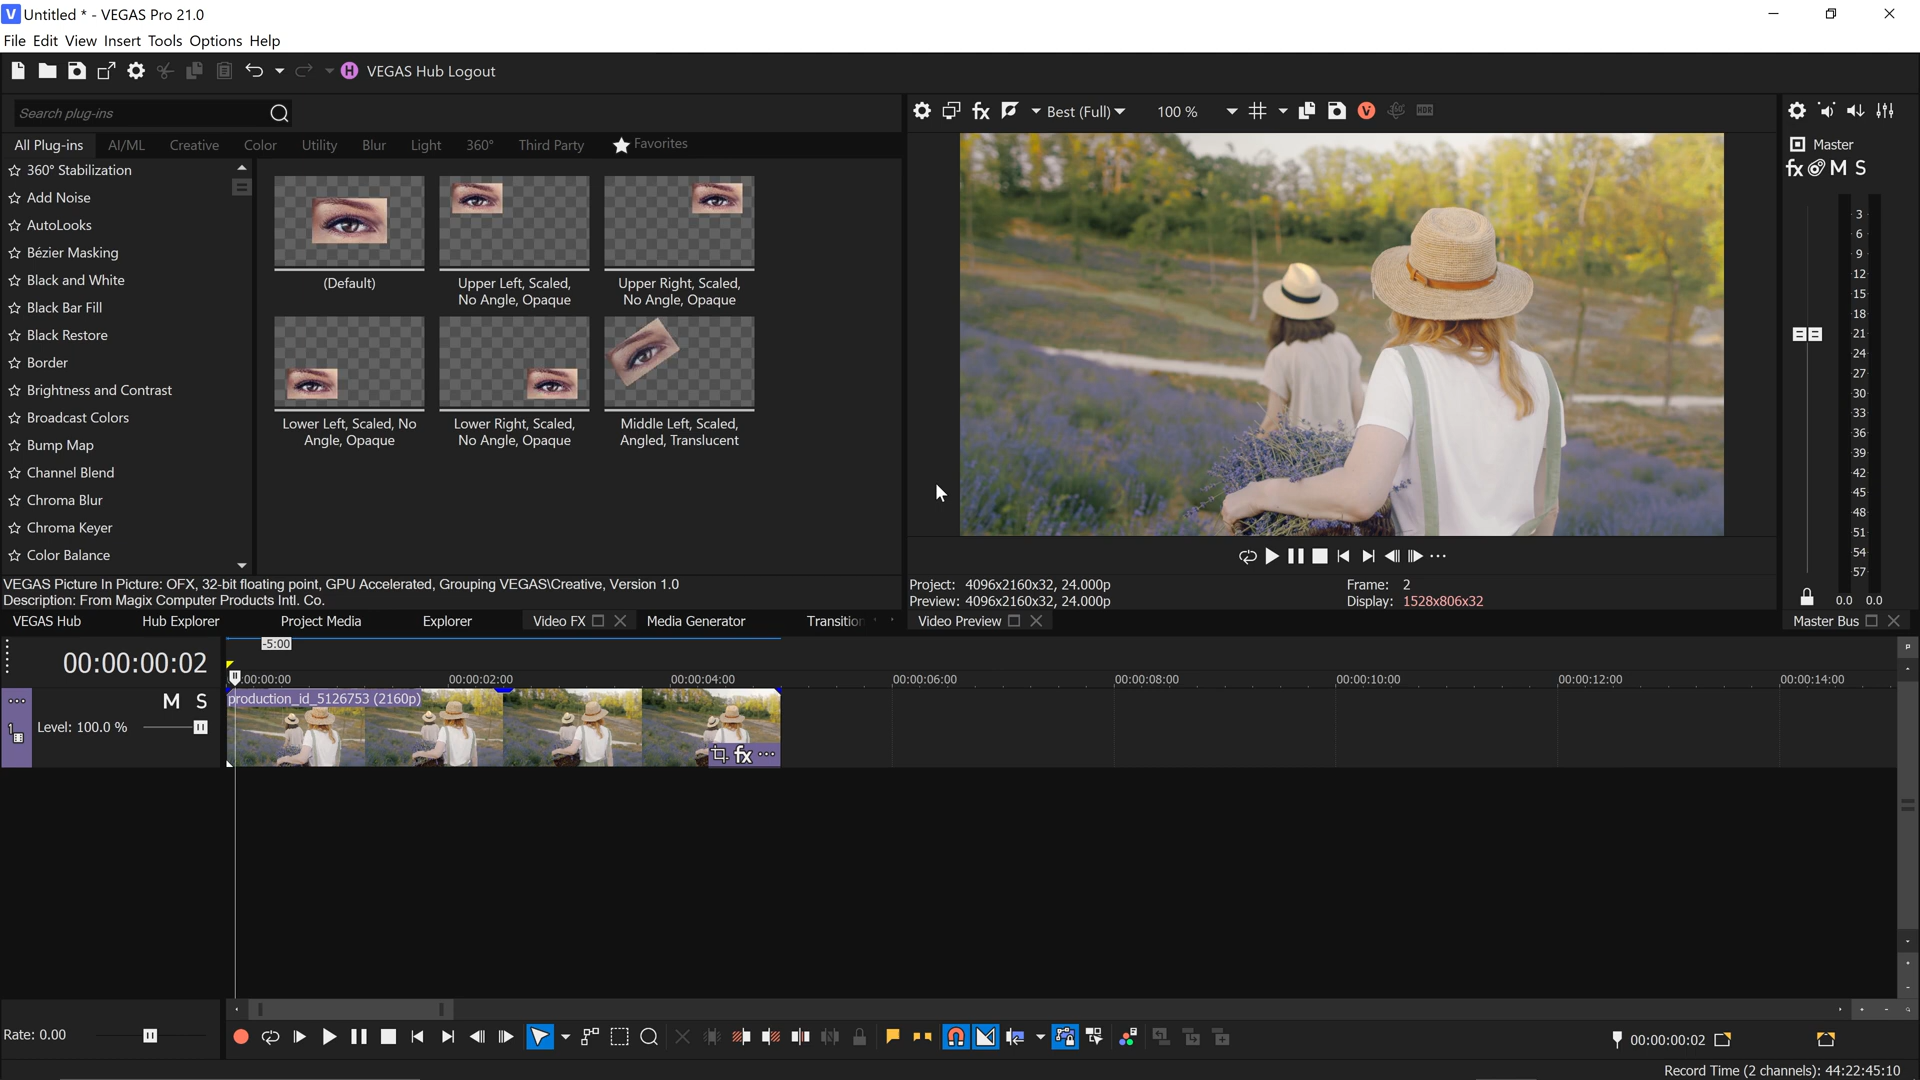 Untitled * - VEGAS Pro 21.0
File Edit View Insert Tools Options Help
VEGAS Hub Logout
Search plug-ins
All Plug-ins AI/ML Creative Color Utility Blur Light 360° Third Party Favorites
360° Stabilization
Add Noise
AutoLooks
Bézier Masking
Black and White
Black Bar Fill
Black Restore
Border
Brightness and Contrast
Broadcast Colors
Bump Map
Channel Blend
Chroma Blur
Chroma Keyer
Color Balance
(Default)
Upper Left, Scaled,
No Angle, Opaque
Upper Right, Scaled,
No Angle, Opaque
Lower Left, Scaled, No
Angle, Opaque
Lower Right, Scaled,
No Angle, Opaque
Middle Left, Scaled,
Angled, Translucent
VEGAS Picture In Picture: OFX, 32-bit floating point, GPU Accelerated, Grouping VEGAS\Creative, Version 1.0
Description: From Magix Computer Products Intl. Co.
VEGAS Hub Hub Explorer Project Media Explorer Video FX Media Generator Transition
fx Best (Full) 100 %
HDR
Project: 4096x2160x32, 24.000p
Preview: 4096x2160x32, 24.000p
Frame: 2
Display: 1528x806x32
Video Preview
Master
fx M S
3
6
9
12
15
18
21
24
27
30
33
36
39
42
45
48
51
54
57
0.0 0.0
Master Bus
00:00:00:02
-5:00
00:00:00:00 00:00:02:00 00:00:04:00 00:00:06:00 00:00:08:00 00:00:10:00 00:00:12:00 00:00:14:00
M S
1
Level: 100.0 %
production_id_5126753 (2160p)
fx
Rate: 0.00
00:00:00:02
Record Time (2 channels): 44:22:45:10